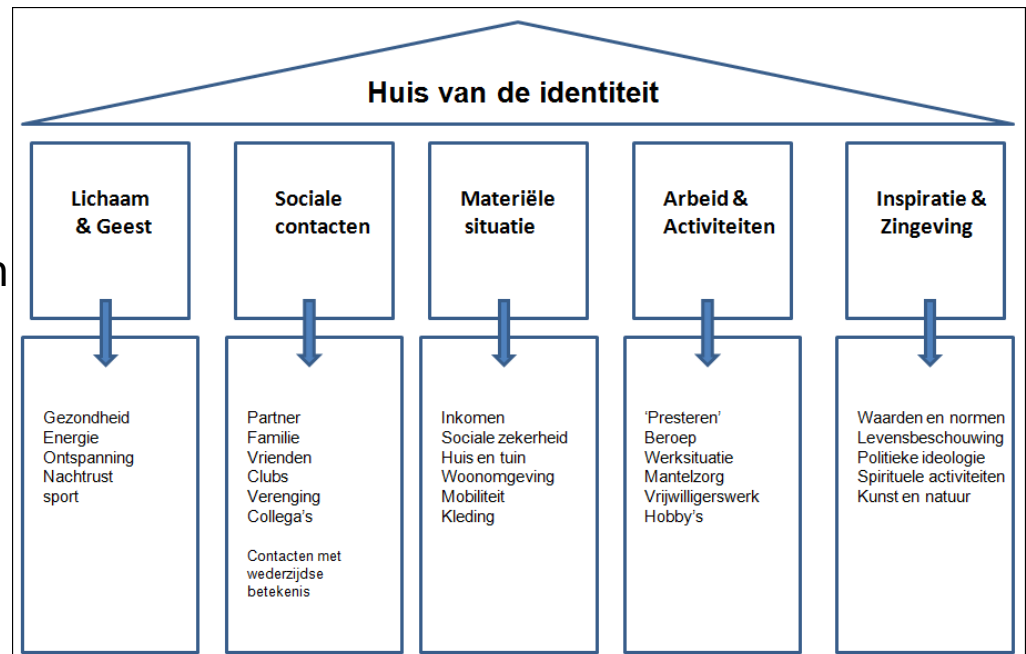 Huis van de identiteit
Lichaam
& Geest
Sociale
contacten
Materiële
situatie
Arbeid &
Activiteiten
Inspiratie &
Zingeving
n
Gezondheid
Energie
Ontspanning
Nachtrust
sport
Partner
Familie
Vrienden
Clubs
Verenging
Collega's
Contacten met
wederzijdse
betekenis
Inkomen
Sociale zekerheid
Huis en tuin
Woonomgeving
Mobiliteit
Kleding
'Presteren'
Beroep
Werksituatie
Mantelzorg
Vrijwilligerswerk
Hobby's
Waarden en normen
Levensbeschouwing
Politieke ideologie
Spirituele activiteiten
Kunst en natuur